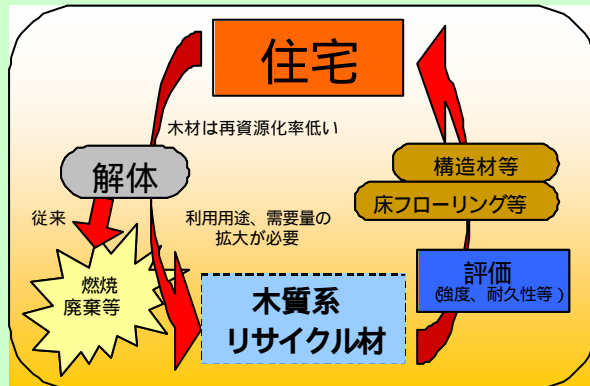 住宅
木材は再資源化率低い
解体
構造材等
床フローリング等
従来
利用用途、需要量の
拡大が必要
燃焼
廃棄等
木質系
リサイクル材
評価
(強度、耐久性等)